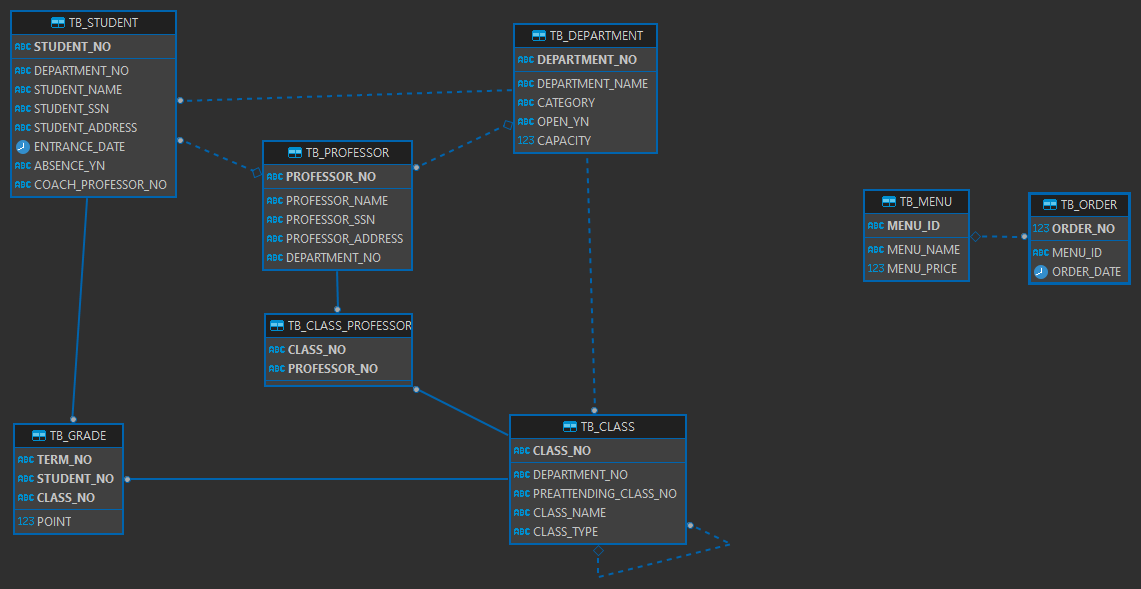 TB_STUDENT
ABC STUDENT_NO
ABC DEPARTMENT_NO
ABC STUDENT_NAME
ABC STUDENT_SSN
ABC STUDENT_ADDRESS
ENTRANCE_DATE
ABC ABSENCE_YN
ABC COACH_PROFESSOR_NO
TB_DEPARTMENT
ABC DEPARTMENT_NO
ABC DEPARTMENT_NAME
ABC CATEGORY
ABC OPEN_YN
123 CAPACITY
TB_PROFESSOR
ABC PROFESSOR_NO
ABC PROFESSOR_NAME
ABC PROFESSOR_SSN
ABC PROFESSOR_ADDRESS
ABC DEPARTMENT_NO
TB_MENU
ABC MENU_ID
ABC MENU_NAME
123 MENU_PRICE
TB_ORDER
123 ORDER_NO
ABC MENU_ID
ORDER_DATE
TB_CLASS_PROFESSOR
ABC CLASS_NO
ABC PROFESSOR_NO
TB_GRADE
ABC TERM_NO
ABC STUDENT_NO
ABC CLASS_NO
123 POINT
TB_CLASS
ABC CLASS_NO
ABC DEPARTMENT_NO
ABC PREATTENDING_CLASS_NO
ABC CLASS_NAME
ABC CLASS_TYPE